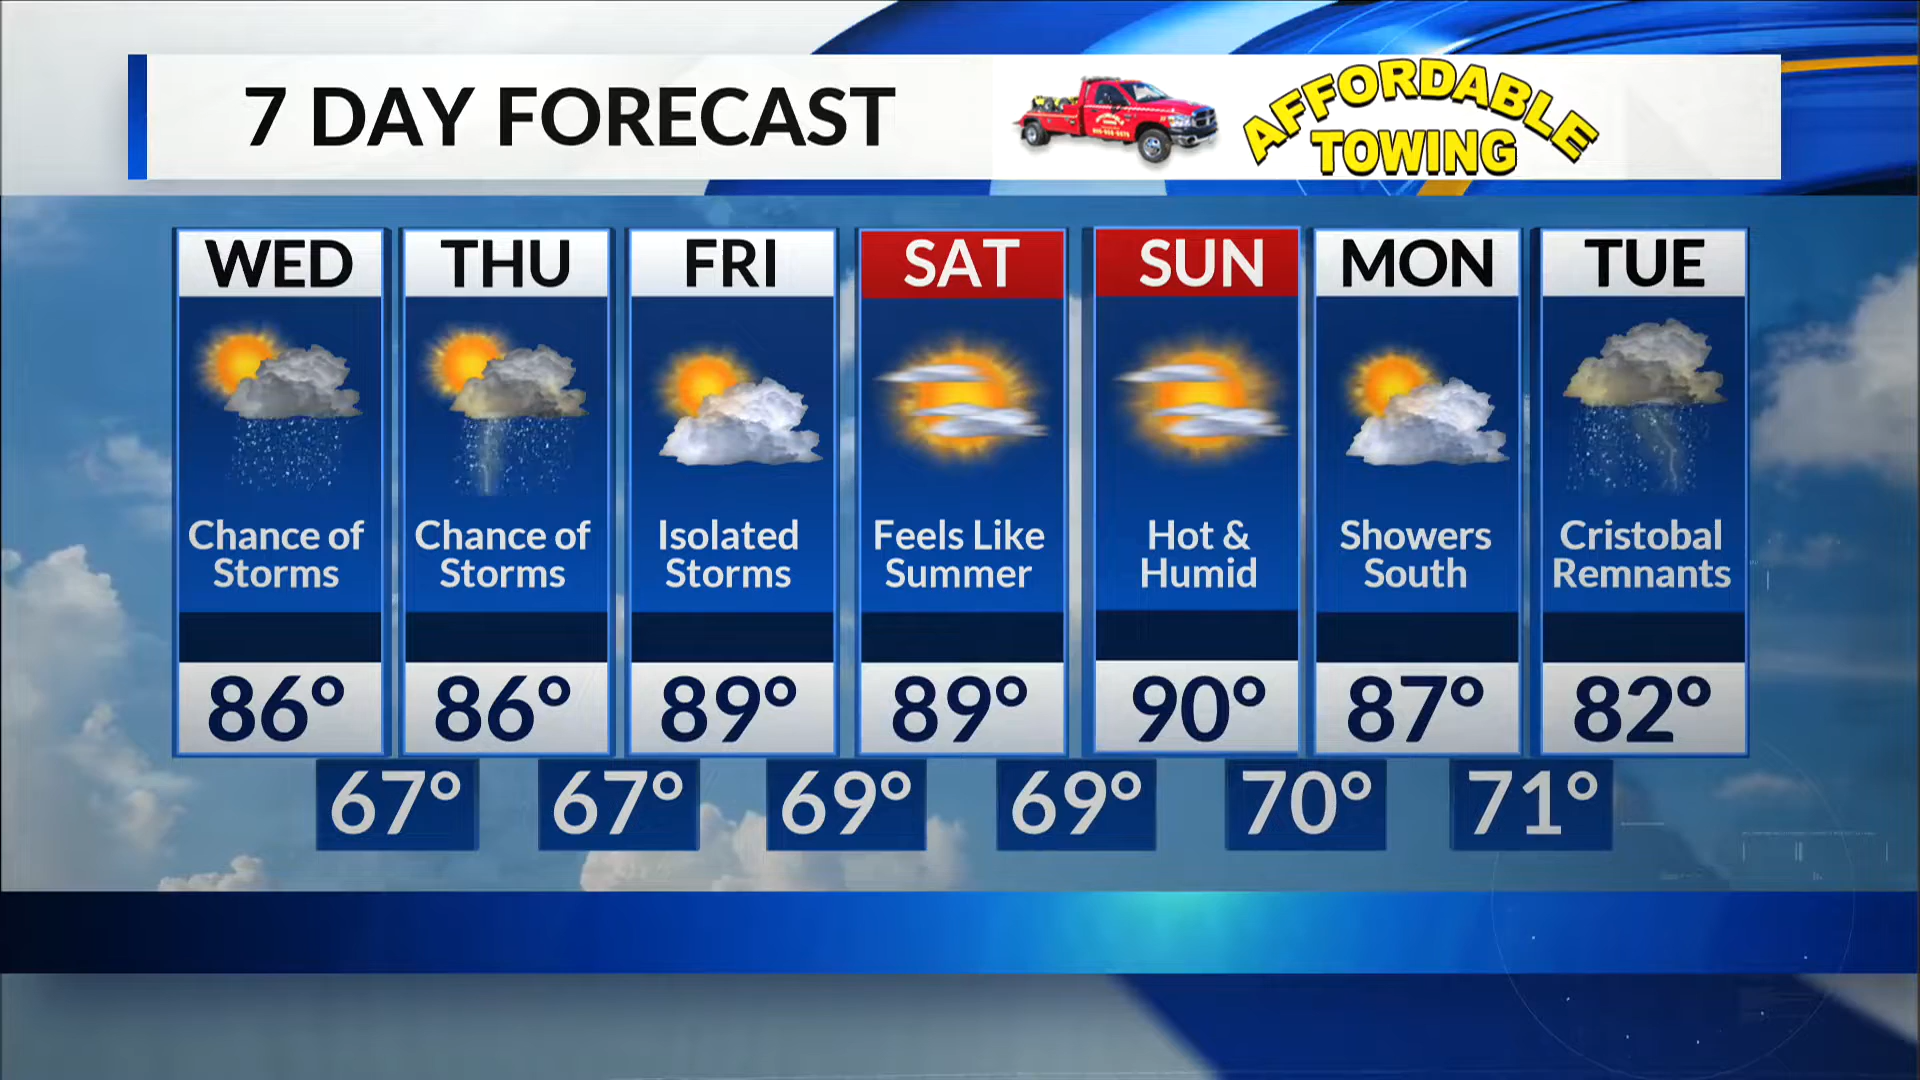 7 DAY FORECAST
AFFORDABLE
TOWING
WED
THU
FRI
SAT
SUN
MON
TUE
Chance of
Storms
Chance of
Storms
Isolated
Storms
Feels Like
Summer
Hot &
Humid
Showers
South
Cristobal
Remnants
86°
86°
89°
89°
90°
87°
82°
67°
67°
69°
69°
70°
71°